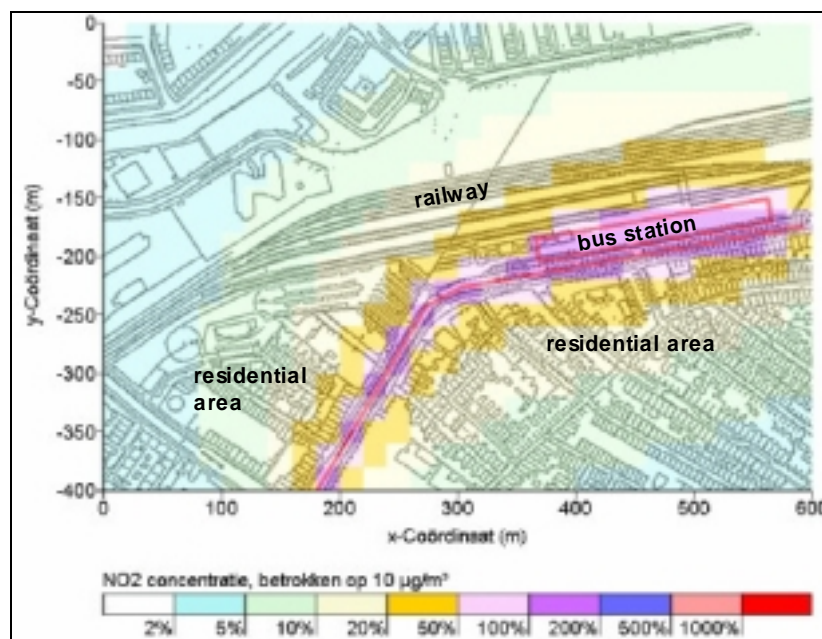 0
-50
-100
-150
-200
-250
-300
-350
-400
y-Coördinaat (m)
railway
bus station
residential area
residential
area
0
100
200
300
400
500
600
x-Coördinaat (m)
NO2 concentratie, betrokken op 10 µg/m³
2% 5% 10% 20% 50% 100% 200% 500% 1000%